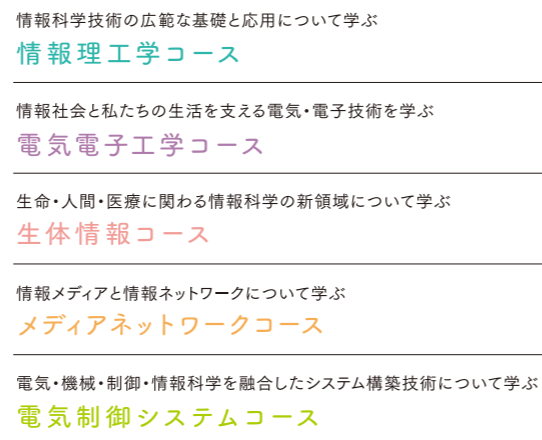 情報科学技術の広範な基礎と応用について学ぶ
情報理工学コース
情報社会と私たちの生活を支える電気・電子技術を学ぶ
電気電子工学コース
生命・人間・医療に関わる情報科学の新領域について学ぶ
生体情報コース
情報メディアと情報ネットワークについて学ぶ
メディアネットワークコース
電気・機械・制御・情報科学を融合したシステム構築技術について学ぶ
電気制御システムコース